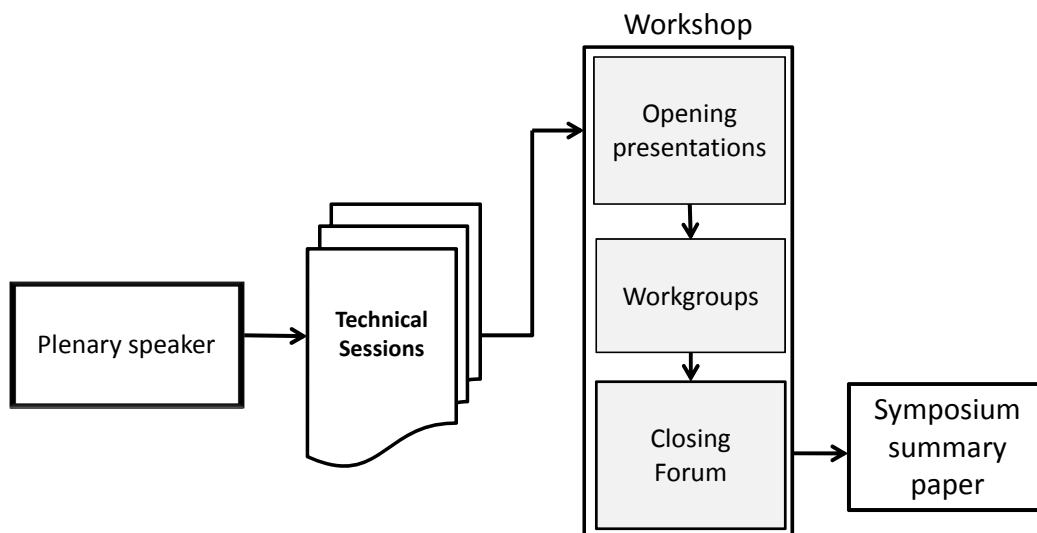 Workshop
Opening
presentations
Workgroups
Plenary speaker
Technical
Sessions
Closing
Forum
Symposium
summary
paper